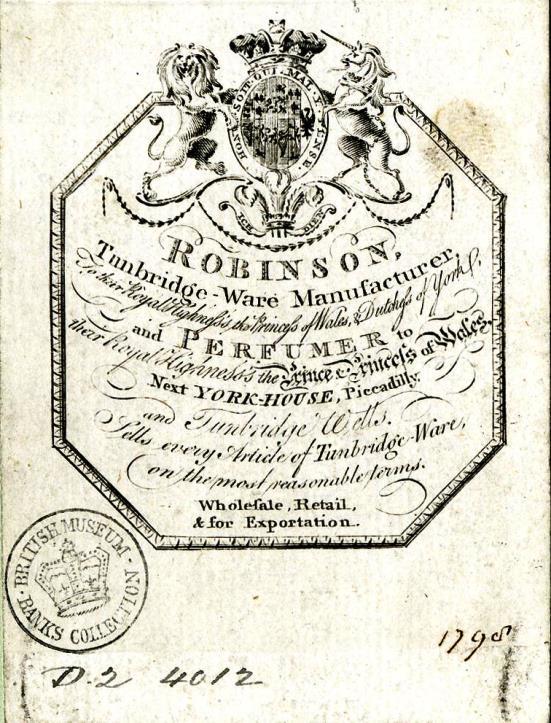 HONI·SOIT·QUI·MAL·Y·PENSE
ICH DIEN
ROBINSON,
Tunbridge-Ware Manufacturer,
To their Royal Highness's the Princess of Wales, & Dutchess of York,
and PERFUMER to
their Royal Highness's the Prince & Princess of Wales.
Next YORK-HOUSE, Piccadilly.
and Tunbridge Wells.
Sells every Article of Tunbridge-Ware,
on the most reasonable terms.
Wholesale, Retail,
& for Exportation.
·BRITISH MUSEUM·
BANKS COLLECTION
1798
D.2 4012